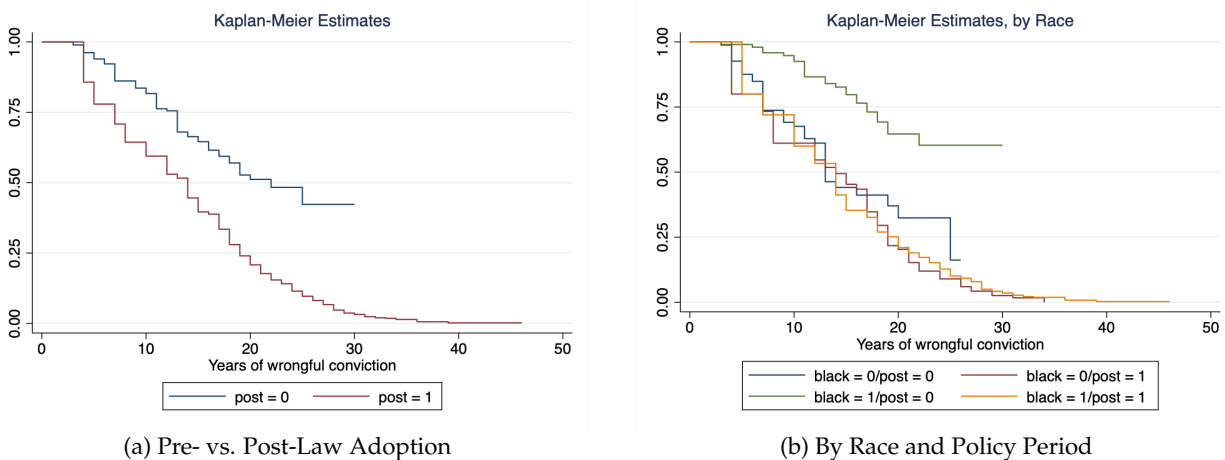 Kaplan-Meier Estimates
1.00
0.75
0.50
0.25
0.00
0 10 20 30 40 50
Years of wrongful conviction
post = 0 post = 1
(a) Pre- vs. Post-Law Adoption
Kaplan-Meier Estimates, by Race
1.00
0.75
0.50
0.25
0.00
0 10 20 30 40 50
Years of wrongful conviction
black = 0/post = 0 black = 0/post = 1
black = 1/post = 0 black = 1/post = 1
(b) By Race and Policy Period